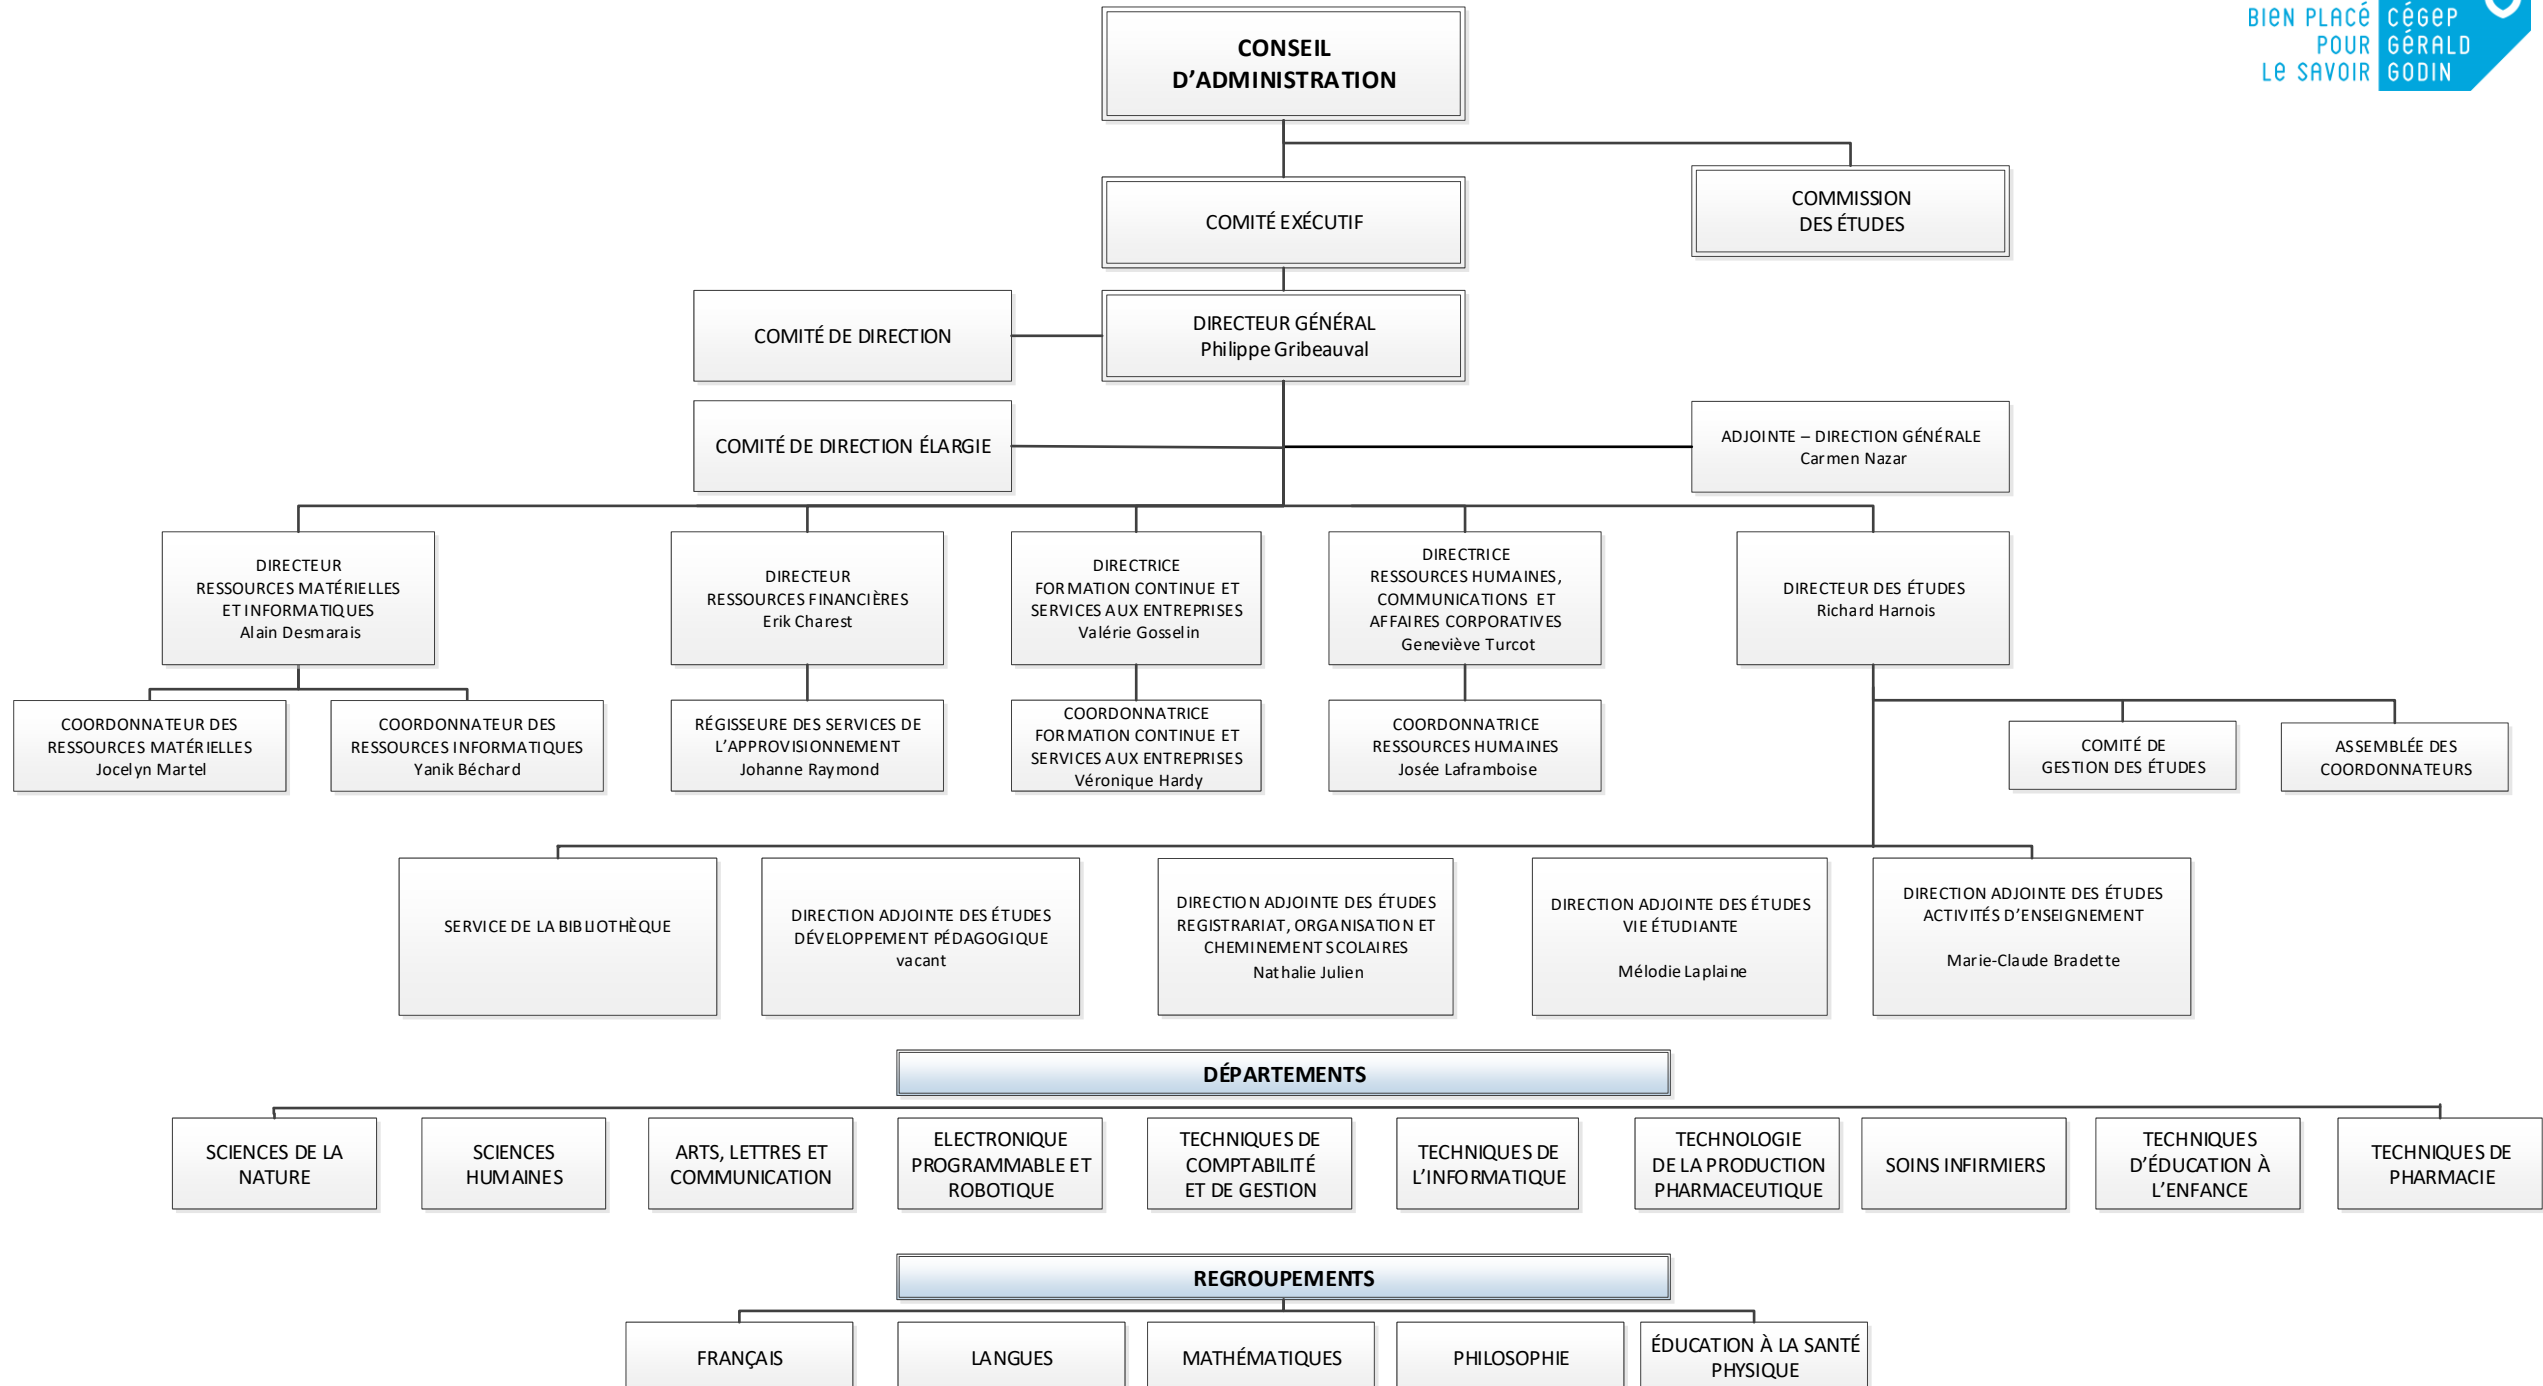 BIEN PLACÉ
POUR
LE SAVOIR
CÉGEP
GÉRALD
GODIN
CONSEIL
D'ADMINISTRATION
COMITÉ EXÉCUTIF
COMMISSION
DES ÉTUDES
COMITÉ DE DIRECTION
DIRECTEUR GÉNÉRAL
Philippe Gribeauval
COMITÉ DE DIRECTION ÉLARGIE
ADJOINTE – DIRECTION GÉNÉRALE
Carmen Nazar
DIRECTEUR
RESSOURCES MATÉRIELLES
ET INFORMATIQUES
Alain Desmarais
DIRECTEUR
RESSOURCES FINANCIÈRES
Erik Charest
DIRECTRICE
FORMATION CONTINUE ET
SERVICES AUX ENTREPRISES
Valérie Gosselin
DIRECTRICE
RESSOURCES HUMAINES,
COMMUNICATIONS ET
AFFAIRES CORPORATIVES
Geneviève Turcot
DIRECTEUR DES ÉTUDES
Richard Harnois
COORDONNATEUR DES
RESSOURCES MATÉRIELLES
Jocelyn Martel
COORDONNATEUR DES
RESSOURCES INFORMATIQUES
Yanik Béchard
RÉGISSEURE DES SERVICES DE
L'APPROVISIONNEMENT
Johanne Raymond
COORDONNATRICE
FORMATION CONTINUE ET
SERVICES AUX ENTREPRISES
Véronique Hardy
COORDONNATRICE
RESSOURCES HUMAINES
Josée Laframboise
COMITÉ DE
GESTION DES ÉTUDES
ASSEMBLÉE DES
COORDONNATEURS
SERVICE DE LA BIBLIOTHÈQUE
DIRECTION ADJOINTE DES ÉTUDES
DÉVELOPPEMENT PÉDAGOGIQUE
vacant
DIRECTION ADJOINTE DES ÉTUDES
REGISTRARIAT, ORGANISATION ET
CHEMINEMENT SCOLAIRES
Nathalie Julien
DIRECTION ADJOINTE DES ÉTUDES
VIE ÉTUDIANTE
Mélodie Laplaine
DIRECTION ADJOINTE DES ÉTUDES
ACTIVITÉS D'ENSEIGNEMENT
Marie-Claude Bradette
DÉPARTEMENTS
SCIENCES DE LA
NATURE
SCIENCES
HUMAINES
ARTS, LETTRES ET
COMMUNICATION
ELECTRONIQUE
PROGRAMMABLE ET
ROBOTIQUE
TECHNIQUES DE
COMPTABILITÉ
ET DE GESTION
TECHNIQUES DE
L'INFORMATIQUE
TECHNOLOGIE
DE LA PRODUCTION
PHARMACEUTIQUE
SOINS INFIRMIERS
TECHNIQUES
D'ÉDUCATION À
L'ENFANCE
TECHNIQUES DE
PHARMACIE
REGROUPEMENTS
FRANÇAIS
LANGUES
MATHÉMATIQUES
PHILOSOPHIE
ÉDUCATION À LA SANTÉ
PHYSIQUE